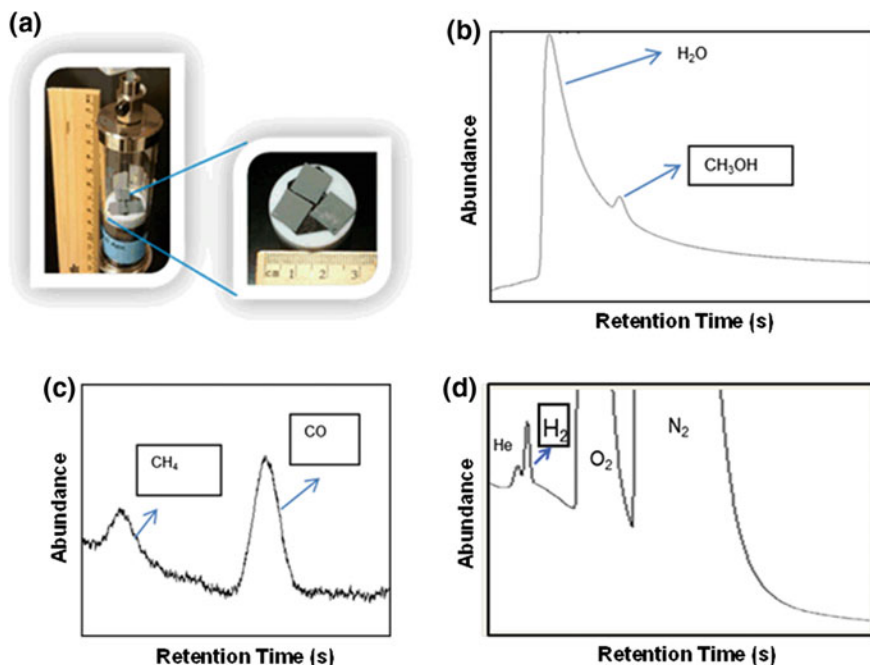 (a)
cm 1 2 3
(b)
H₂O
CH₃OH
Abundance
Retention Time (s)
(c)
CH₄
CO
Abundance
Retention Time (s)
(d)
He
H₂
O₂
N₂
Abundance
Retention Time (s)